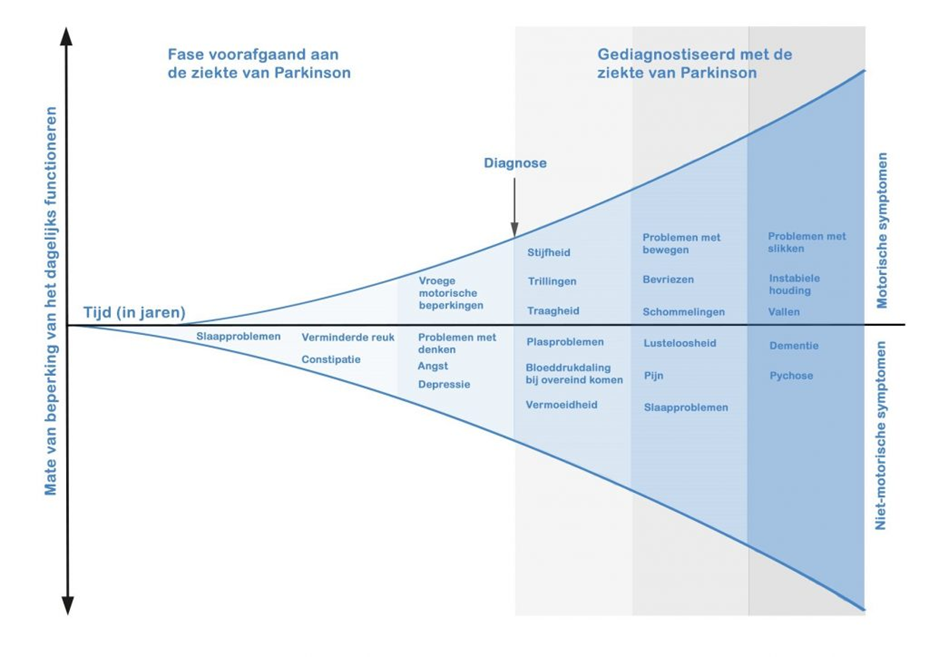 Fase voorafgaand aan
de ziekte van Parkinson
Gediagnostiseerd met de
ziekte van Parkinson
Mate van beperking van het dagelijks functioneren
Diagnose
Tijd (in jaren)
Vroege
motorische
beperkingen
Stijfheid
Trillingen
Traagheid
Problemen met
bewegen
Bevriezen
Schommelingen
Problemen met
slikken
Instabiele
houding
Vallen
Motorische symptomen
Slaapproblemen
Verminderde reuk
Constipatie
Problemen met
denken
Angst
Depressie
Plasproblemen
Bloeddrukdaling
bij overeind komen
Vermoeidheid
Lusteloosheid
Pijn
Slaapproblemen
Dementie
Pychose
Niet-motorische symptomen